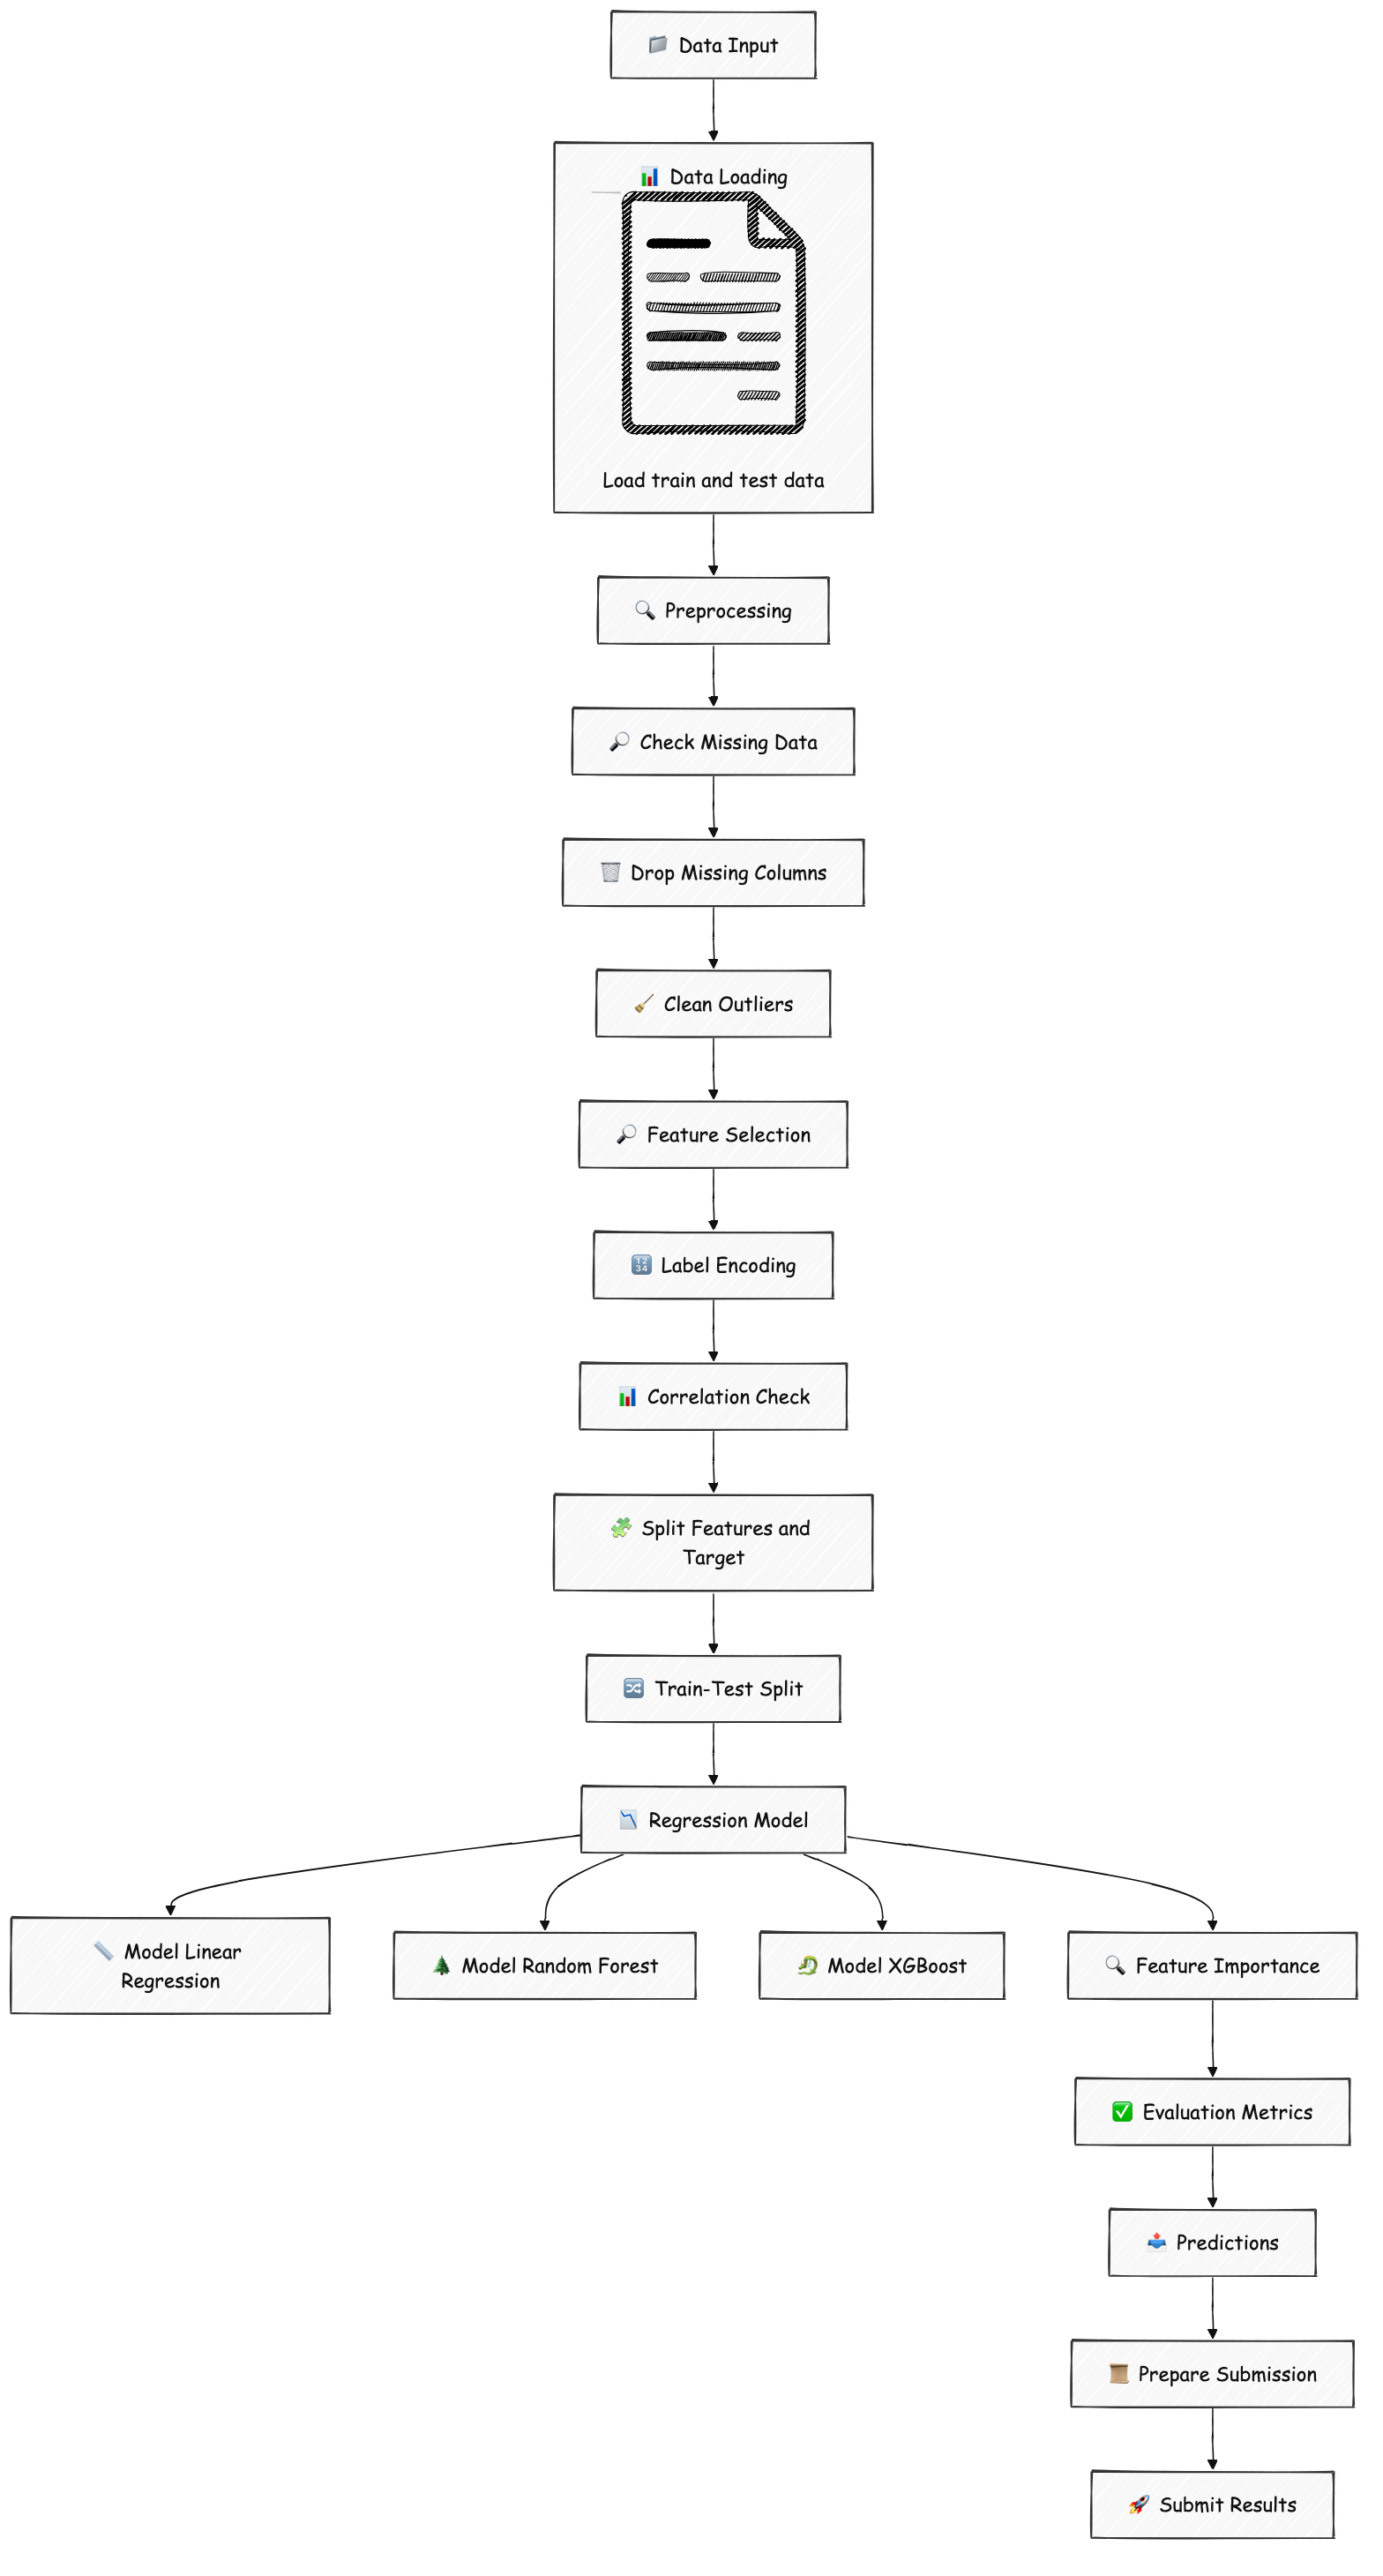 Data Input
Data Loading
Load train and test data
Preprocessing
Check Missing Data
Drop Missing Columns
Clean Outliers
Feature Selection
Label Encoding
Correlation Check
Split Features and
Target
Train-Test Split
Regression Model
Model Linear
Regression
Model Random Forest
Model XGBoost
Feature Importance
Evaluation Metrics
Predictions
Prepare Submission
Submit Results